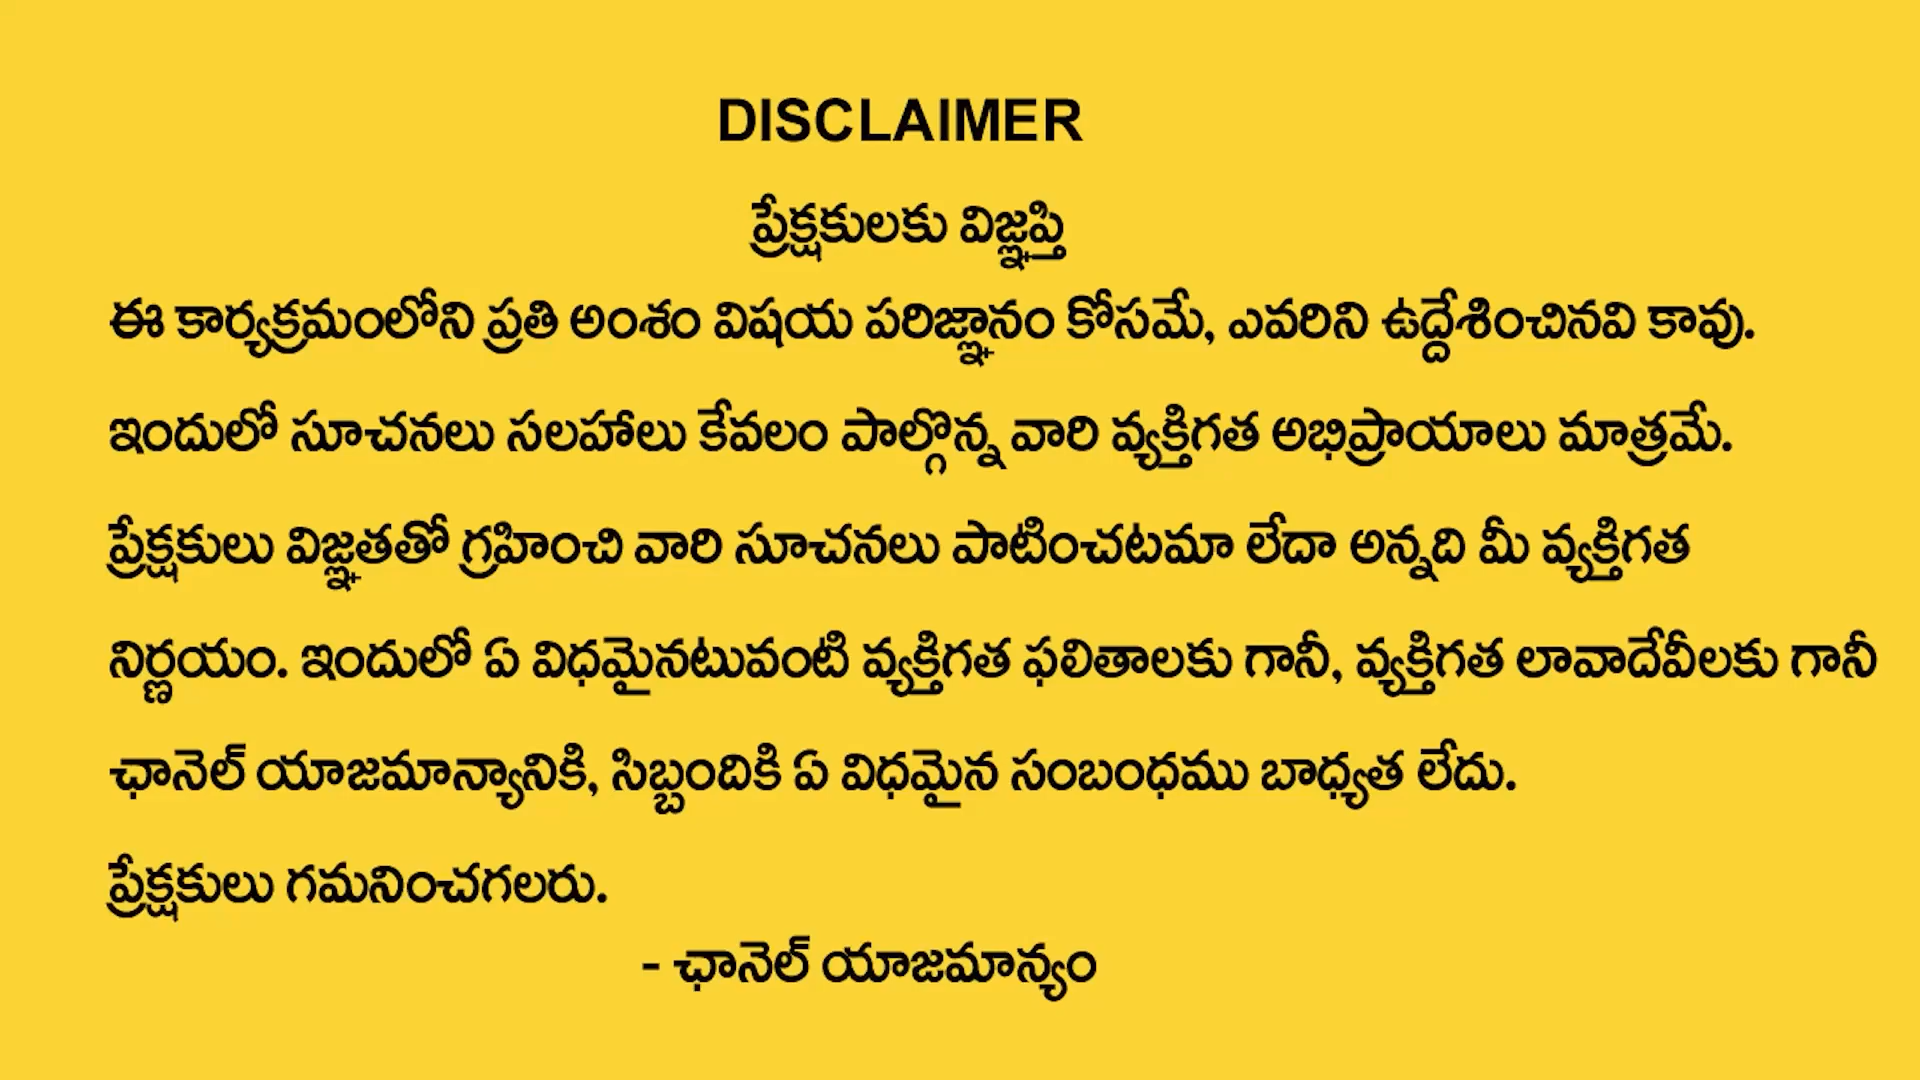 DISCLAIMER
ప్రేక్షకులకు విజ్ఞప్తి
ఈ కార్యక్రమంలోని ప్రతి అంశం విషయ పరిజ్ఞానం కోసమే, ఎవరిని ఉద్దేశించినవి కావు.
ఇందులో సూచనలు సలహాలు కేవలం పాల్గొన్న వారి వ్యక్తిగత అభిప్రాయాలు మాత్రమే.
ప్రేక్షకులు విజ్ఞతతో గ్రహించి వారి సూచనలు పాటించటమా లేదా అన్నది మీ వ్యక్తిగత
నిర్ణయం. ఇందులో ఏ విధమైనటువంటి వ్యక్తిగత ఫలితాలకు గానీ, వ్యక్తిగత లావాదేవీలకు గానీ
ఛానెల్ యాజమాన్యానికి, సిబ్బందికి ఏ విధమైన సంబంధము బాధ్యత లేదు.
ప్రేక్షకులు గమనించగలరు.
- ఛానెల్ యాజమాన్యం